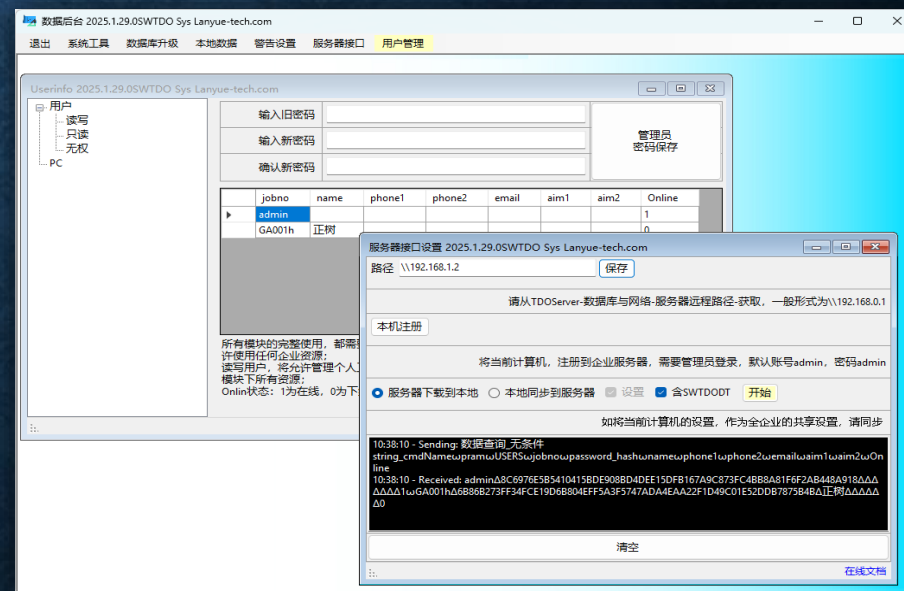 数据后台 2025.1.29.0SWTDO Sys Lanyue-tech.com
退出 系统工具 数据库升级 本地数据 警告设置 服务器接口 用户管理
Userinfo 2025.1.29.0SWTDO Sys Lanyue-tech.com
用户
读写
只读
无权
PC
输入旧密码
输入新密码
确认新密码
管理员
密码保存
jobno name phone1 phone2 email aim1 aim2 Online
admin 1
GA001h 正树 0
所有模块的完整使用，都需
许使用任何企业资源；
读写用户，将允许管理个人
模块下所有资源；
Onlin状态：1为在线，0为下
服务器接口设置 2025.1.29.0SWTDO Sys Lanyue-tech.com
路径 \\192.168.1.2 保存
请从TDOServer-数据库与网络-服务器远程路径-获取，一般形式为\\192.168.0.1
本机注册
将当前计算机，注册到企业服务器，需要管理员登录，默认账号admin，密码admin
服务器下载到本地 本地同步到服务器 设置 含SWTDODT 开始
如将当前计算机的设置，作为全企业的共享设置，请同步
10:38:10 - Sending: 数据查询_无条件
string_cmdNameωpramωUSERSωjobnoωpassword_hashωnameωphone1ωphone2ωemailωaim1ωaim2ωOn
line
10:38:10 - Received: adminΔ8C6976E5B5410415BDE908BD4DEE15DFB167A9C873FC4BB8A81F6F2AB448A918ΔΔΔ
ΔΔΔΔ1ωGA001hΔ6B86B273FF34FCE19D6B804EFF5A3F5747ADA4EAA22F1D49C01E52DDB7875B4BΔ正树ΔΔΔΔΔ
Δ0
清空
在线文档